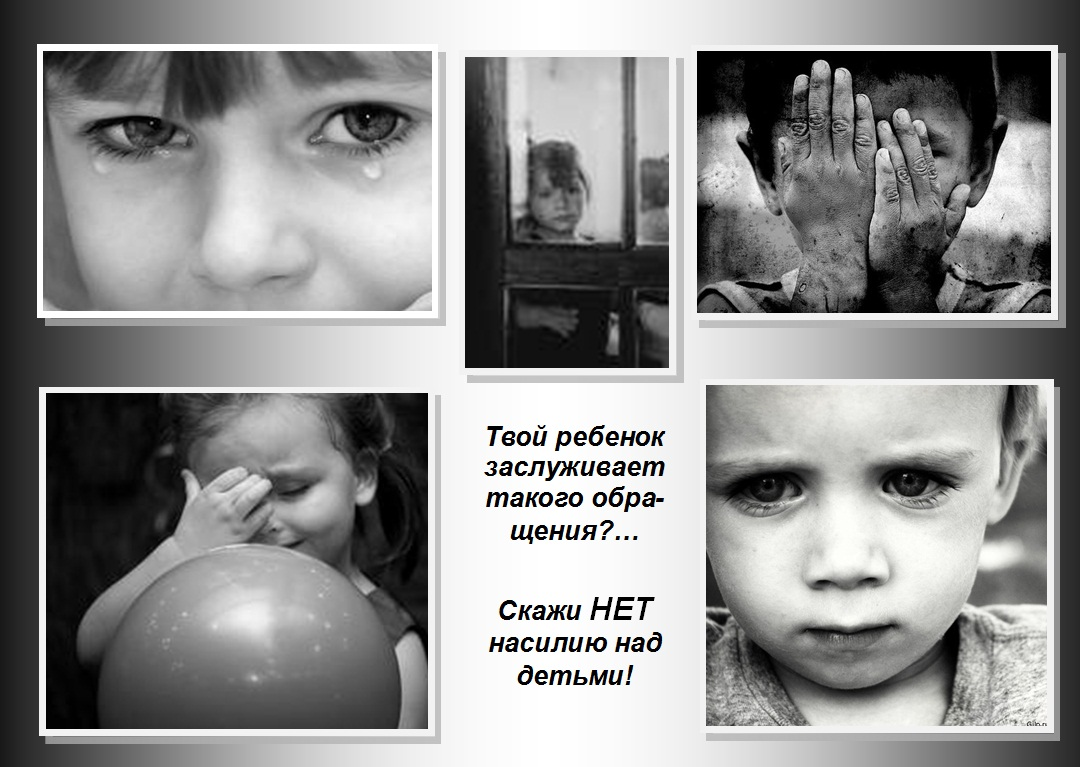 Твой ребенок
заслуживает
такого обра-
щения?...
Скажи НЕТ
насилию над
детьми!